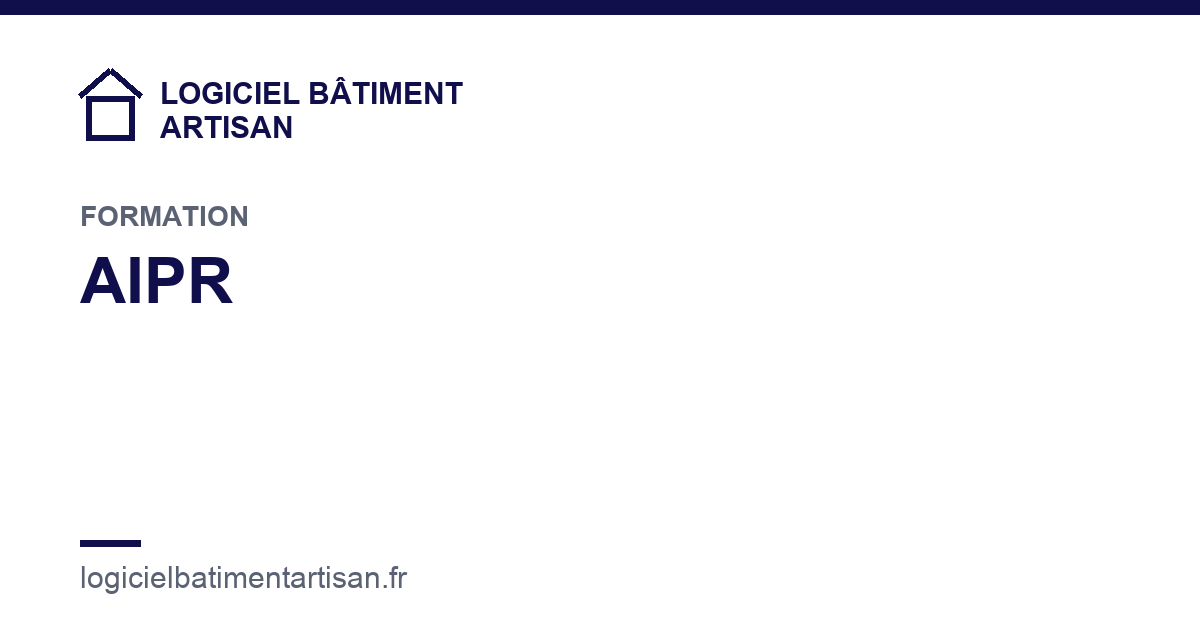 LOGICIEL BÂTIMENT
ARTISAN
FORMATION
AIPR
logicielbatimentartisan.fr